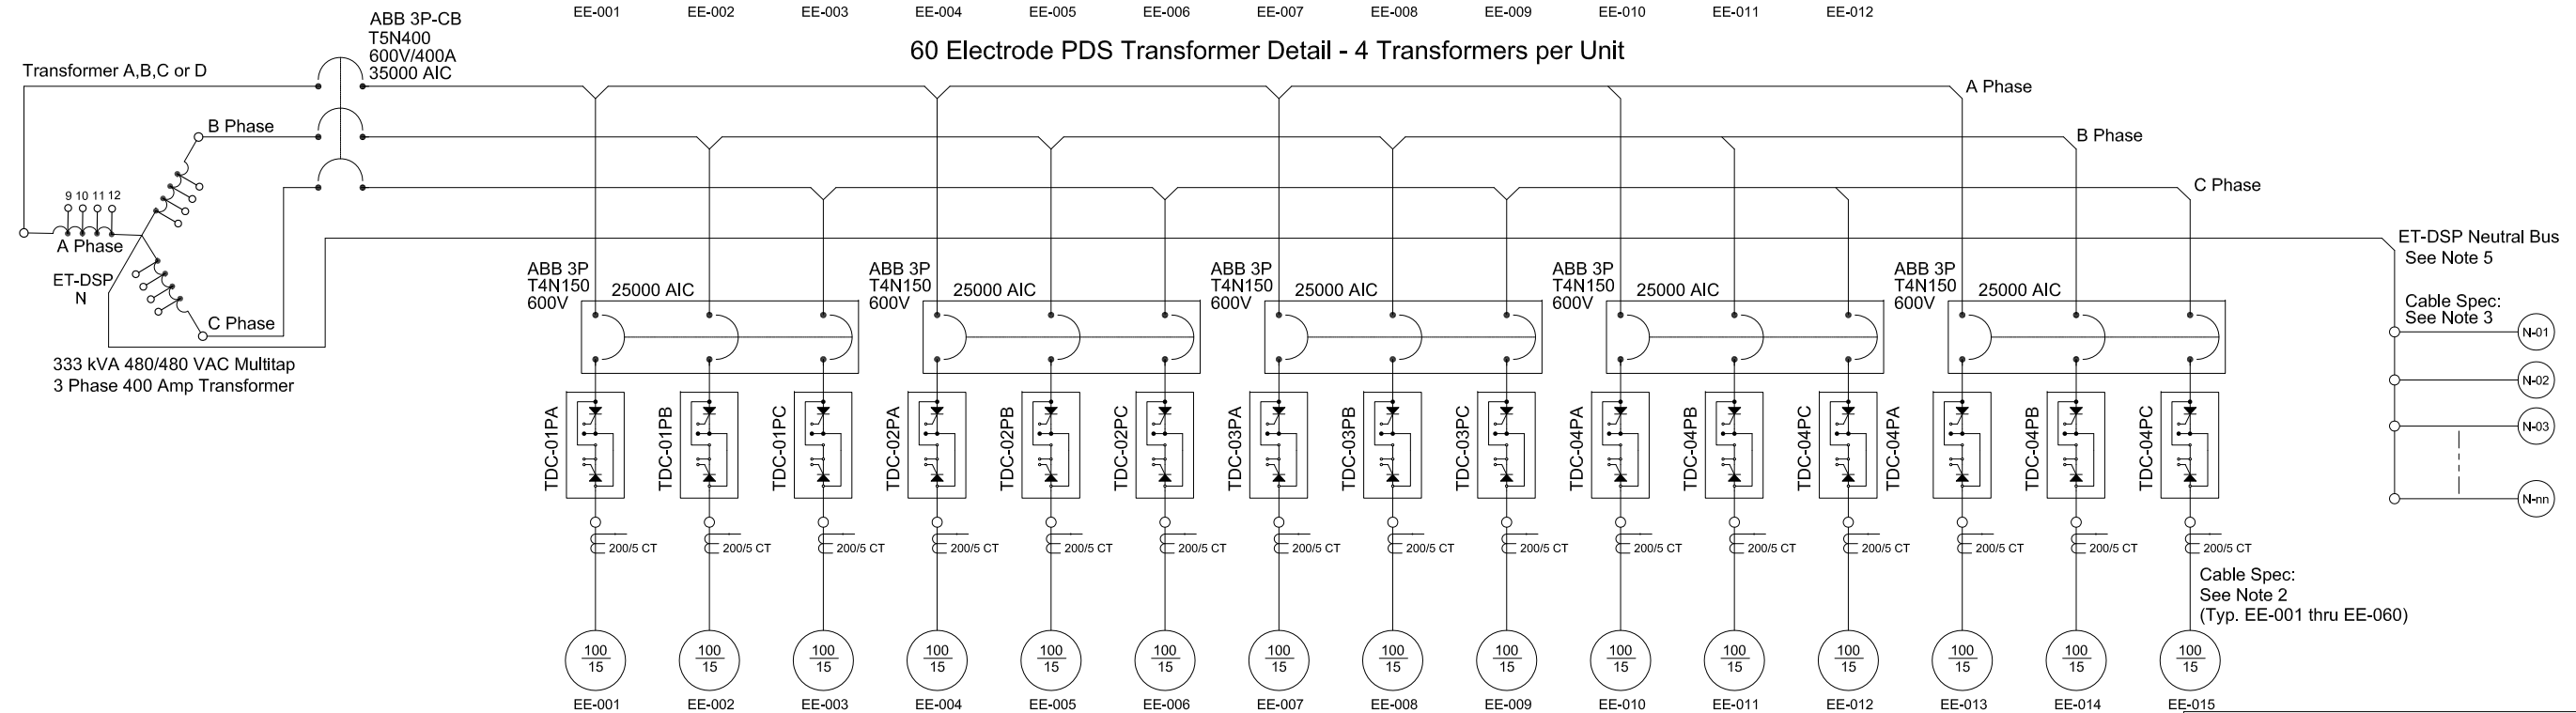 EE-001 EE-002 EE-003 EE-004 EE-005 EE-006 EE-007 EE-008 EE-009 EE-010 EE-011 EE-012
60 Electrode PDS Transformer Detail - 4 Transformers per Unit
ABB 3P-CB
T5N400
600V/400A
35000 AIC
Transformer A,B,C or D
A Phase
B Phase
B Phase
C Phase
9 10 11 12
A Phase
ET-DSP
N
C Phase
333 kVA 480/480 VAC Multitap
3 Phase 400 Amp Transformer
ET-DSP Neutral Bus
See Note 5
Cable Spec:
See Note 3
N-01
N-02
N-03
N-nn
ABB 3P
T4N150
600V
25000 AIC
ABB 3P
T4N150
600V
25000 AIC
ABB 3P
T4N150
600V
25000 AIC
ABB 3P
T4N150
600V
25000 AIC
ABB 3P
T4N150
600V
25000 AIC
TDC-01PA
TDC-01PB
TDC-01PC
TDC-02PA
TDC-02PB
TDC-02PC
TDC-03PA
TDC-03PB
TDC-03PC
TDC-04PA
TDC-04PB
TDC-04PC
TDC-04PA
TDC-04PB
TDC-04PC
200/5 CT 200/5 CT 200/5 CT 200/5 CT 200/5 CT 200/5 CT 200/5 CT 200/5 CT 200/5 CT 200/5 CT 200/5 CT 200/5 CT 200/5 CT 200/5 CT 200/5 CT
Cable Spec:
See Note 2
(Typ. EE-001 thru EE-060)
100 100 100 100 100 100 100 100 100 100 100 100 100 100 100
15 15 15 15 15 15 15 15 15 15 15 15 15 15 15
EE-001 EE-002 EE-003 EE-004 EE-005 EE-006 EE-007 EE-008 EE-009 EE-010 EE-011 EE-012 EE-013 EE-014 EE-015